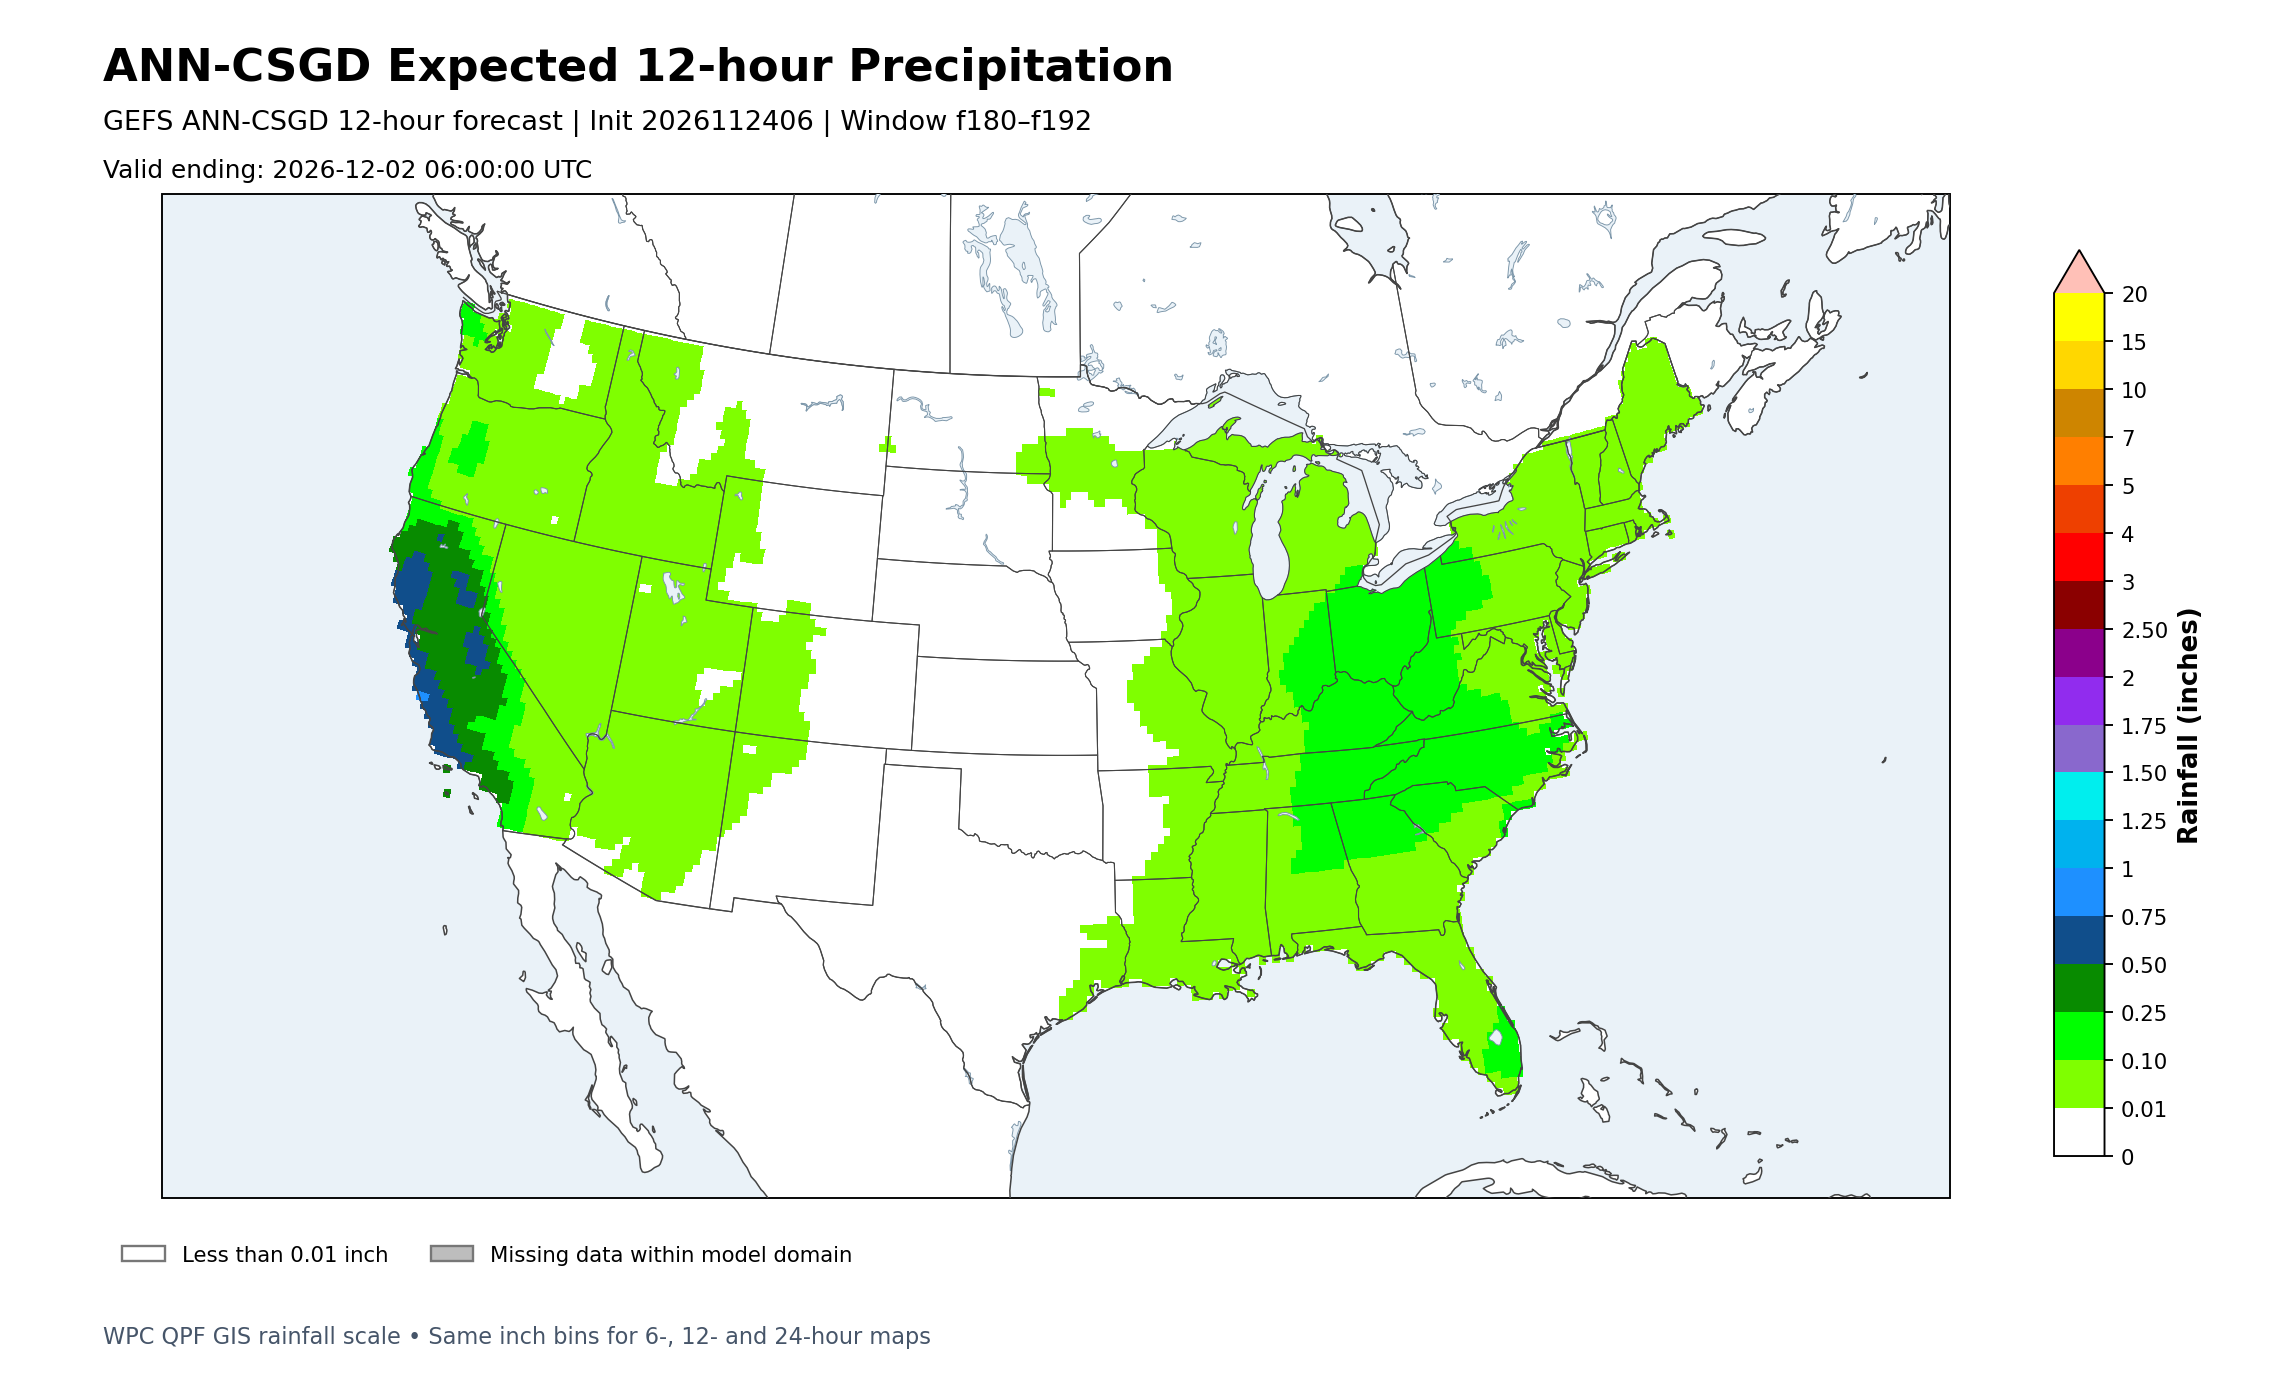 ANN-CSGD Expected 12-hour Precipitation
GEFS ANN-CSGD 12-hour forecast | Init 2026112406 | Window f180–f192
Valid ending: 2026-12-02 06:00:00 UTC
20
15
10
7
5
4
3
2.50
2
1.75
1.50
1.25
1
0.75
0.50
0.25
0.10
0.01
0
Rainfall (inches)
Less than 0.01 inch
Missing data within model domain
WPC QPF GIS rainfall scale • Same inch bins for 6-, 12- and 24-hour maps